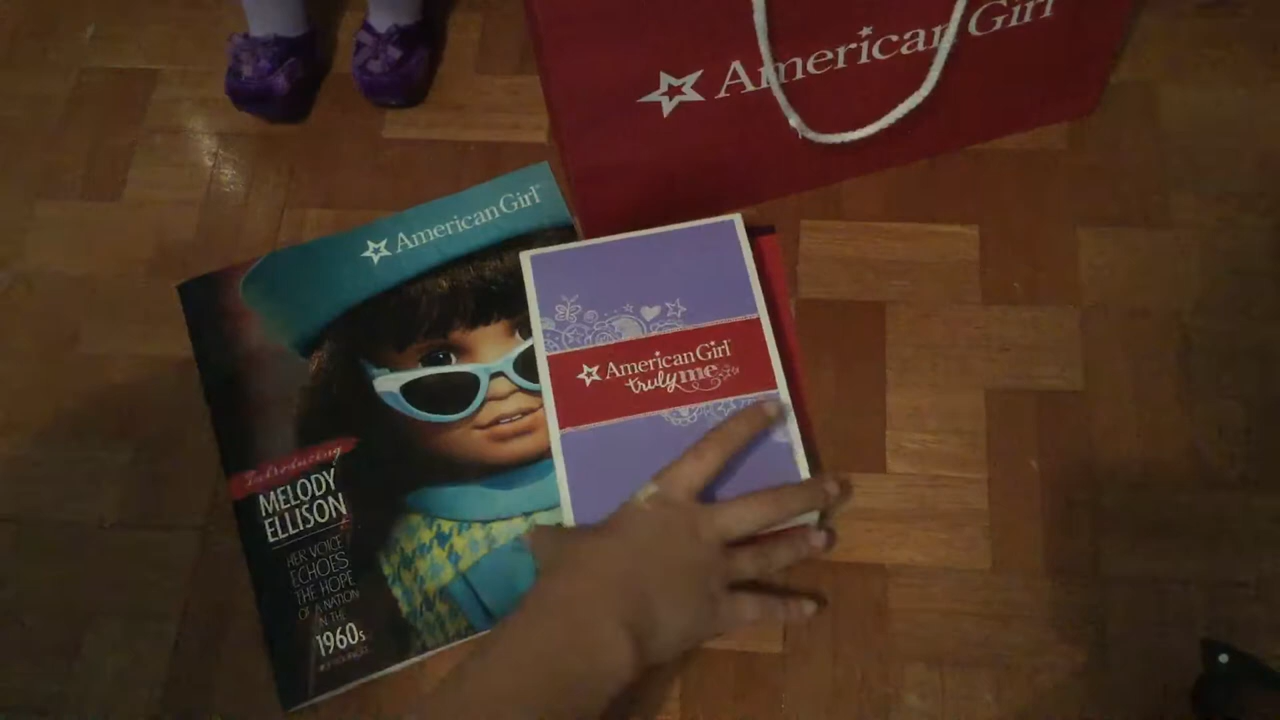 American Girl
American Girl
American Girl
truly me
Introducing
MELODY
ELLISON
HER VOICE
ECHOES
THE HOPE
OF A NATION
IN THE
1960s